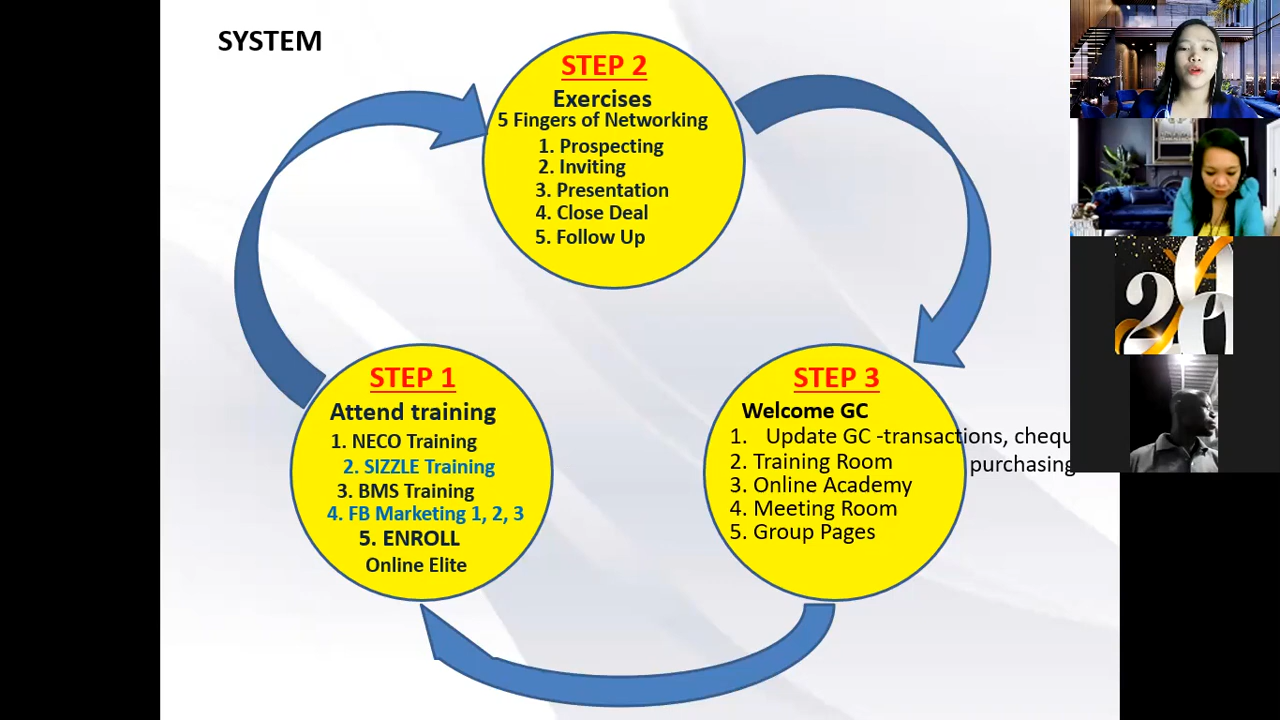 SYSTEM
STEP 2
Exercises
5 Fingers of Networking
1. Prospecting
2. Inviting
3. Presentation
4. Close Deal
5. Follow Up
STEP 1
Attend training
1. NECO Training
2. SIZZLE Training
3. BMS Training
4. FB Marketing 1, 2, 3
5. ENROLL
Online Elite
STEP 3
Welcome GC
1. Update GC -transactions,
purchasing
2. Training Room
3. Online Academy
4. Meeting Room
5. Group Pages